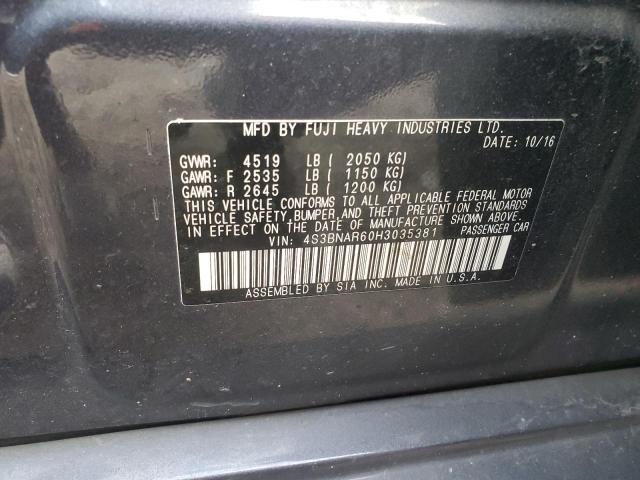 MFD BY FUJI HEAVY INDUSTRIES LTD.
DATE: 10/16
GVWR: 4519 LB ( 2050 KG)
GAWR: F 2535 LB ( 1150 KG)
GAWR: R 2645 LB ( 1200 KG)
THIS VEHICLE CONFORMS TO ALL APPLICABLE FEDERAL MOTOR
VEHICLE SAFETY,BUMPER,AND THEFT PREVENTION STANDARDS
IN EFFECT ON THE DATE OF MANUFACTURE SHOWN ABOVE.
VIN: 4S3BNAR60H3035381 PASSENGER CAR
ASSEMBLED BY SIA INC. MADE IN U.S.A.